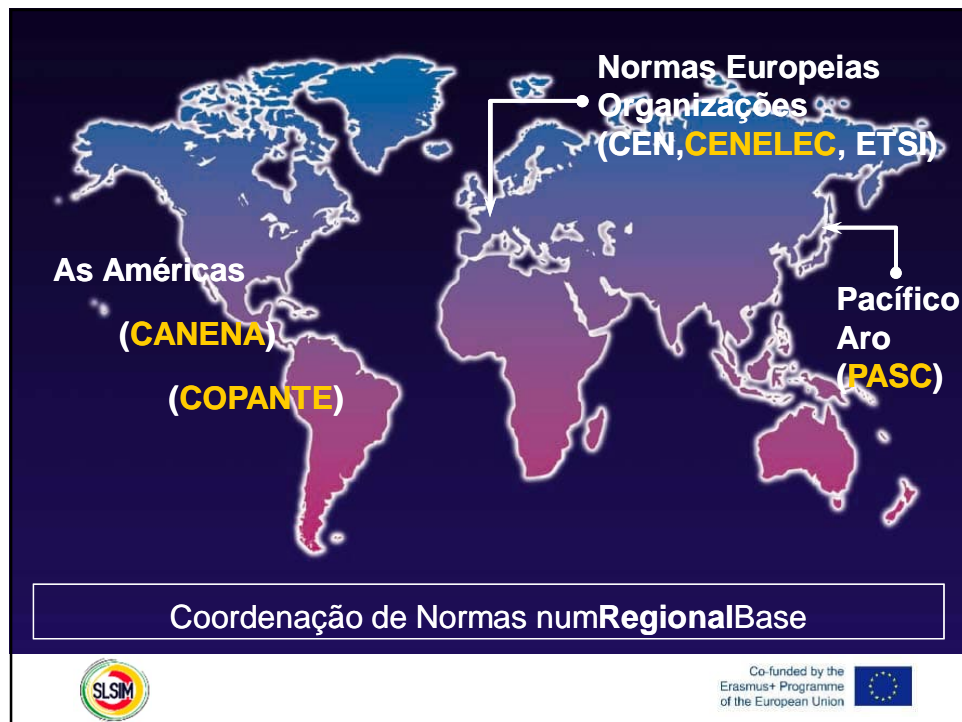 Normas Europeias
Organizações
(CEN,CENELEC, ETSI)
As Américas
(CANENA)
(COPANTE)
Pacífico
Aro
(PASC)
Coordenação de Normas numRegionalBase
SLSIM
Co-funded by the
Erasmus+ Programme
of the European Union